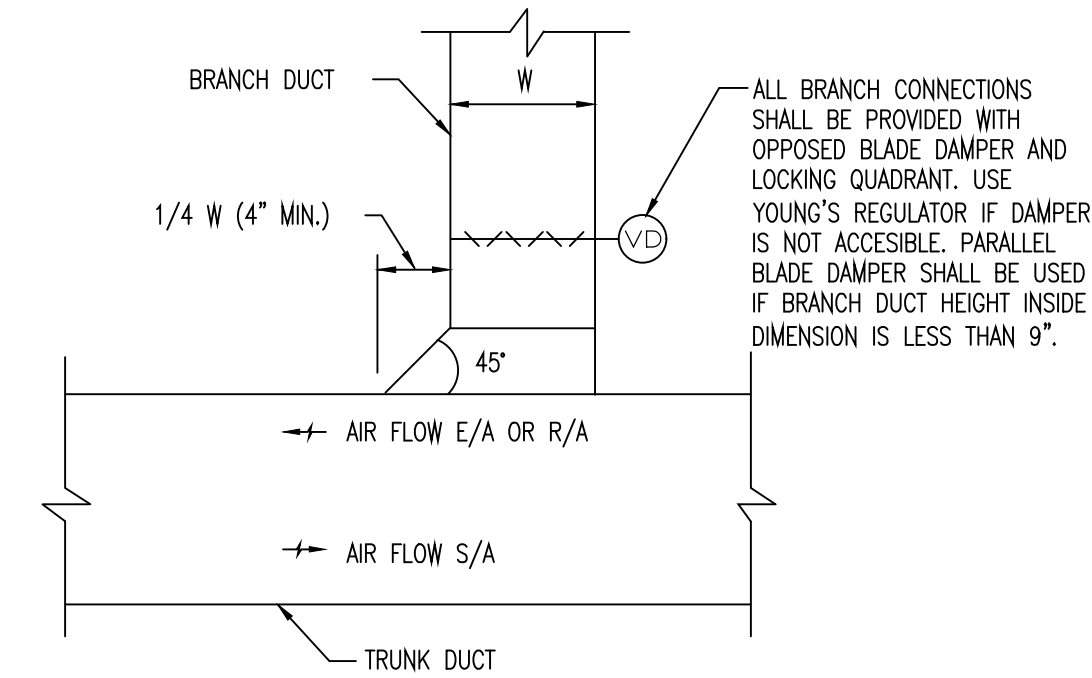 BRANCH DUCT
W
1/4 W (4" MIN.)
VD
ALL BRANCH CONNECTIONS
SHALL BE PROVIDED WITH
OPPOSED BLADE DAMPER AND
LOCKING QUADRANT. USE
YOUNG'S REGULATOR IF DAMPER
IS NOT ACCESIBLE. PARALLEL
BLADE DAMPER SHALL BE USED
IF BRANCH DUCT HEIGHT INSIDE
DIMENSION IS LESS THAN 9".
45°
AIR FLOW E/A OR R/A
AIR FLOW S/A
TRUNK DUCT